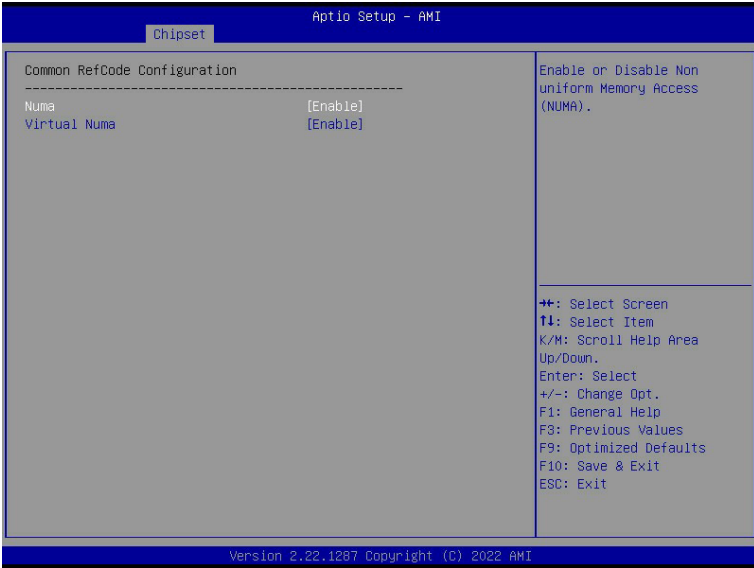 Aptio Setup – AMI
Chipset
Common RefCode Configuration
--------------------------------------------------
Numa [Enable]
Virtual Numa [Enable]
Enable or Disable Non
uniform Memory Access
(NUMA).
→←: Select Screen
↑↓: Select Item
K/M: Scroll Help Area
Up/Down.
Enter: Select
+/-: Change Opt.
F1: General Help
F3: Previous Values
F9: Optimized Defaults
F10: Save & Exit
ESC: Exit
Version 2.22.1287 Copyright (C) 2022 AMI